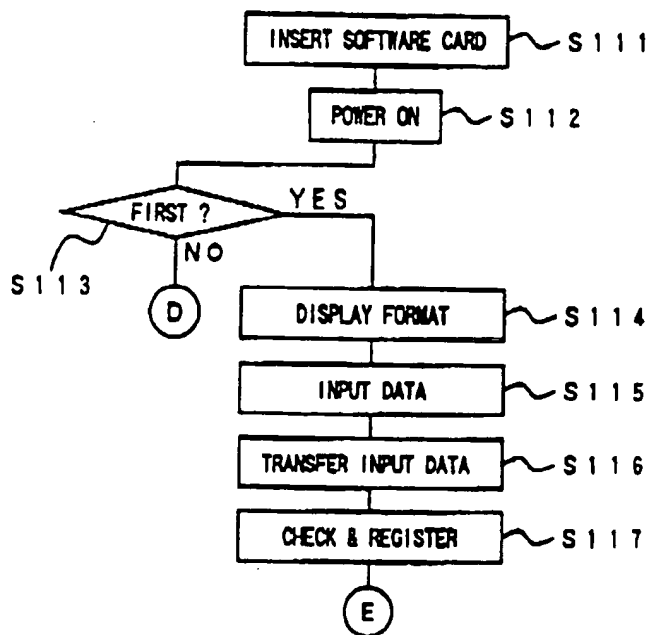 INSERT SOFTWARE CARD S111
POWER ON S112
FIRST ? YES
NO
S113
D
DISPLAY FORMAT S114
INPUT DATA S115
TRANSFER INPUT DATA S116
CHECK & REGISTER S117
E